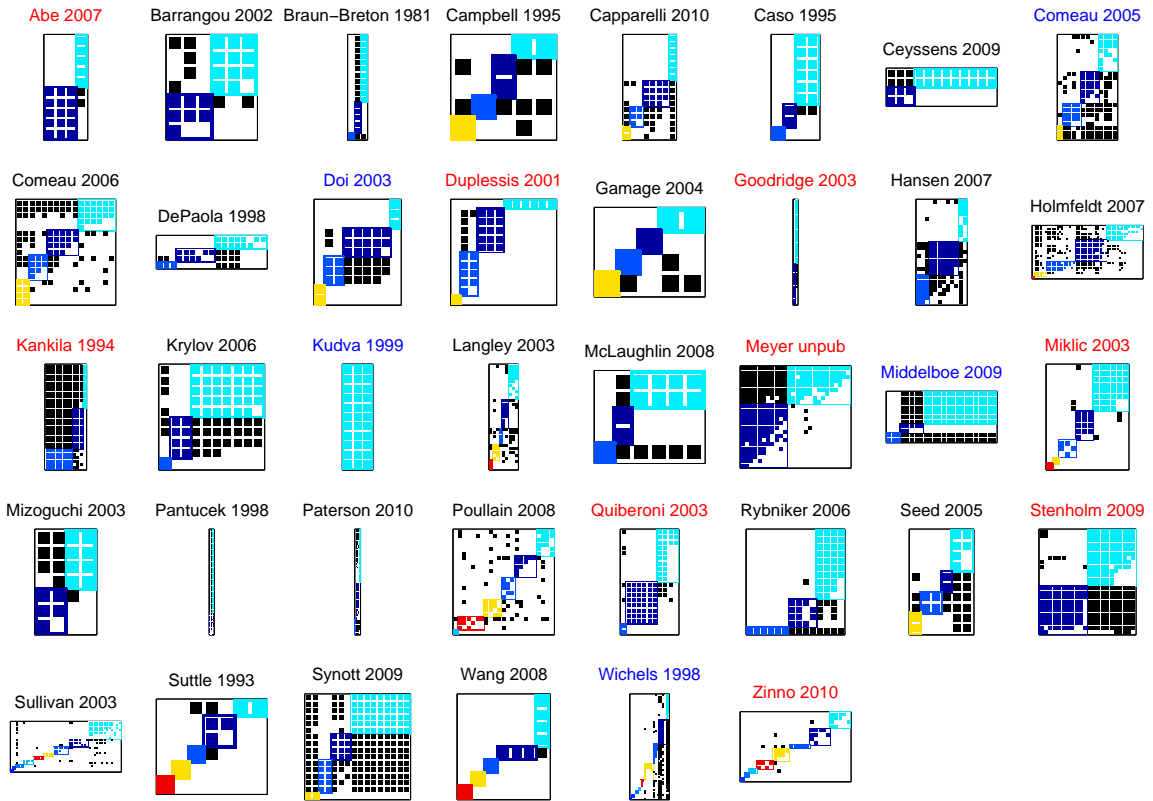 Abe 2007
Barrangou 2002
Braun−Breton 1981
Campbell 1995
Capparelli 2010
Caso 1995
Ceyssens 2009
Comeau 2005
Comeau 2006
DePaola 1998
Doi 2003
Duplessis 2001
Gamage 2004
Goodridge 2003
Hansen 2007
Holmfeldt 2007
Kankila 1994
Krylov 2006
Kudva 1999
Langley 2003
McLaughlin 2008
Meyer unpub
Middelboe 2009
Miklic 2003
Mizoguchi 2003
Pantucek 1998
Paterson 2010
Poullain 2008
Quiberoni 2003
Rybniker 2006
Seed 2005
Stenholm 2009
Sullivan 2003
Suttle 1993
Synott 2009
Wang 2008
Wichels 1998
Zinno 2010